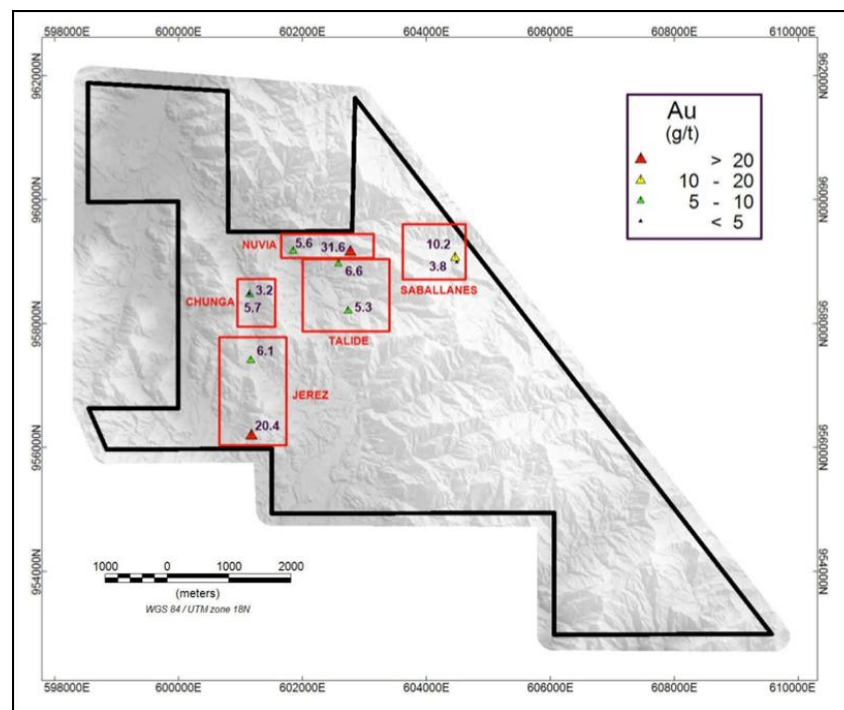 598000E 600000E 602000E 604000E 606000E 608000E 610000E
962000N 962000N
Au
(g/t)
> 20
10 - 20
5 - 10
< 5
960000N 960000N
NUVIA 5.6 31.6
10.2
3.8
SABALLANES
6.6
5.3
TALIDE
CHUNGA 3.2
5.7
958000N 958000N
6.1
JEREZ
20.4
956000N 956000N
954000N 954000N
1000 0 1000 2000
(meters)
WGS 84 / UTM zone 18N
598000E 600000E 602000E 604000E 606000E 608000E 610000E